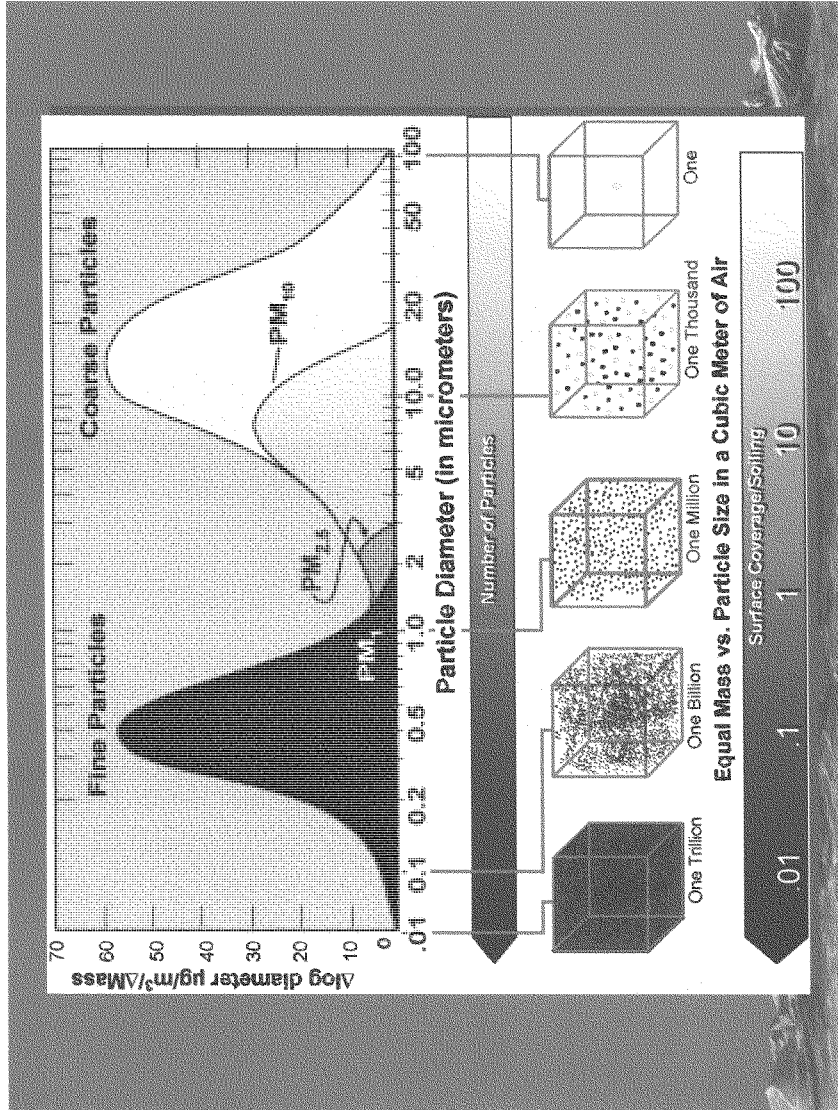 Fine Particles
Coarse Particles
70
60
50
40
30
20
10
0
Δlog diameter µg/m³/ΔMass
PM1
PM2.5
PM10
.01 0.1 0.2 0.5 1.0 2 5 10.0 20 50 100
Particle Diameter (in micrometers)
Number of Particles
One Trillion
One Billion
One Million
One Thousand
One
Equal Mass vs. Particle Size in a Cubic Meter of Air
Surface Coverage/Soiling
.01 .1 1 10 100